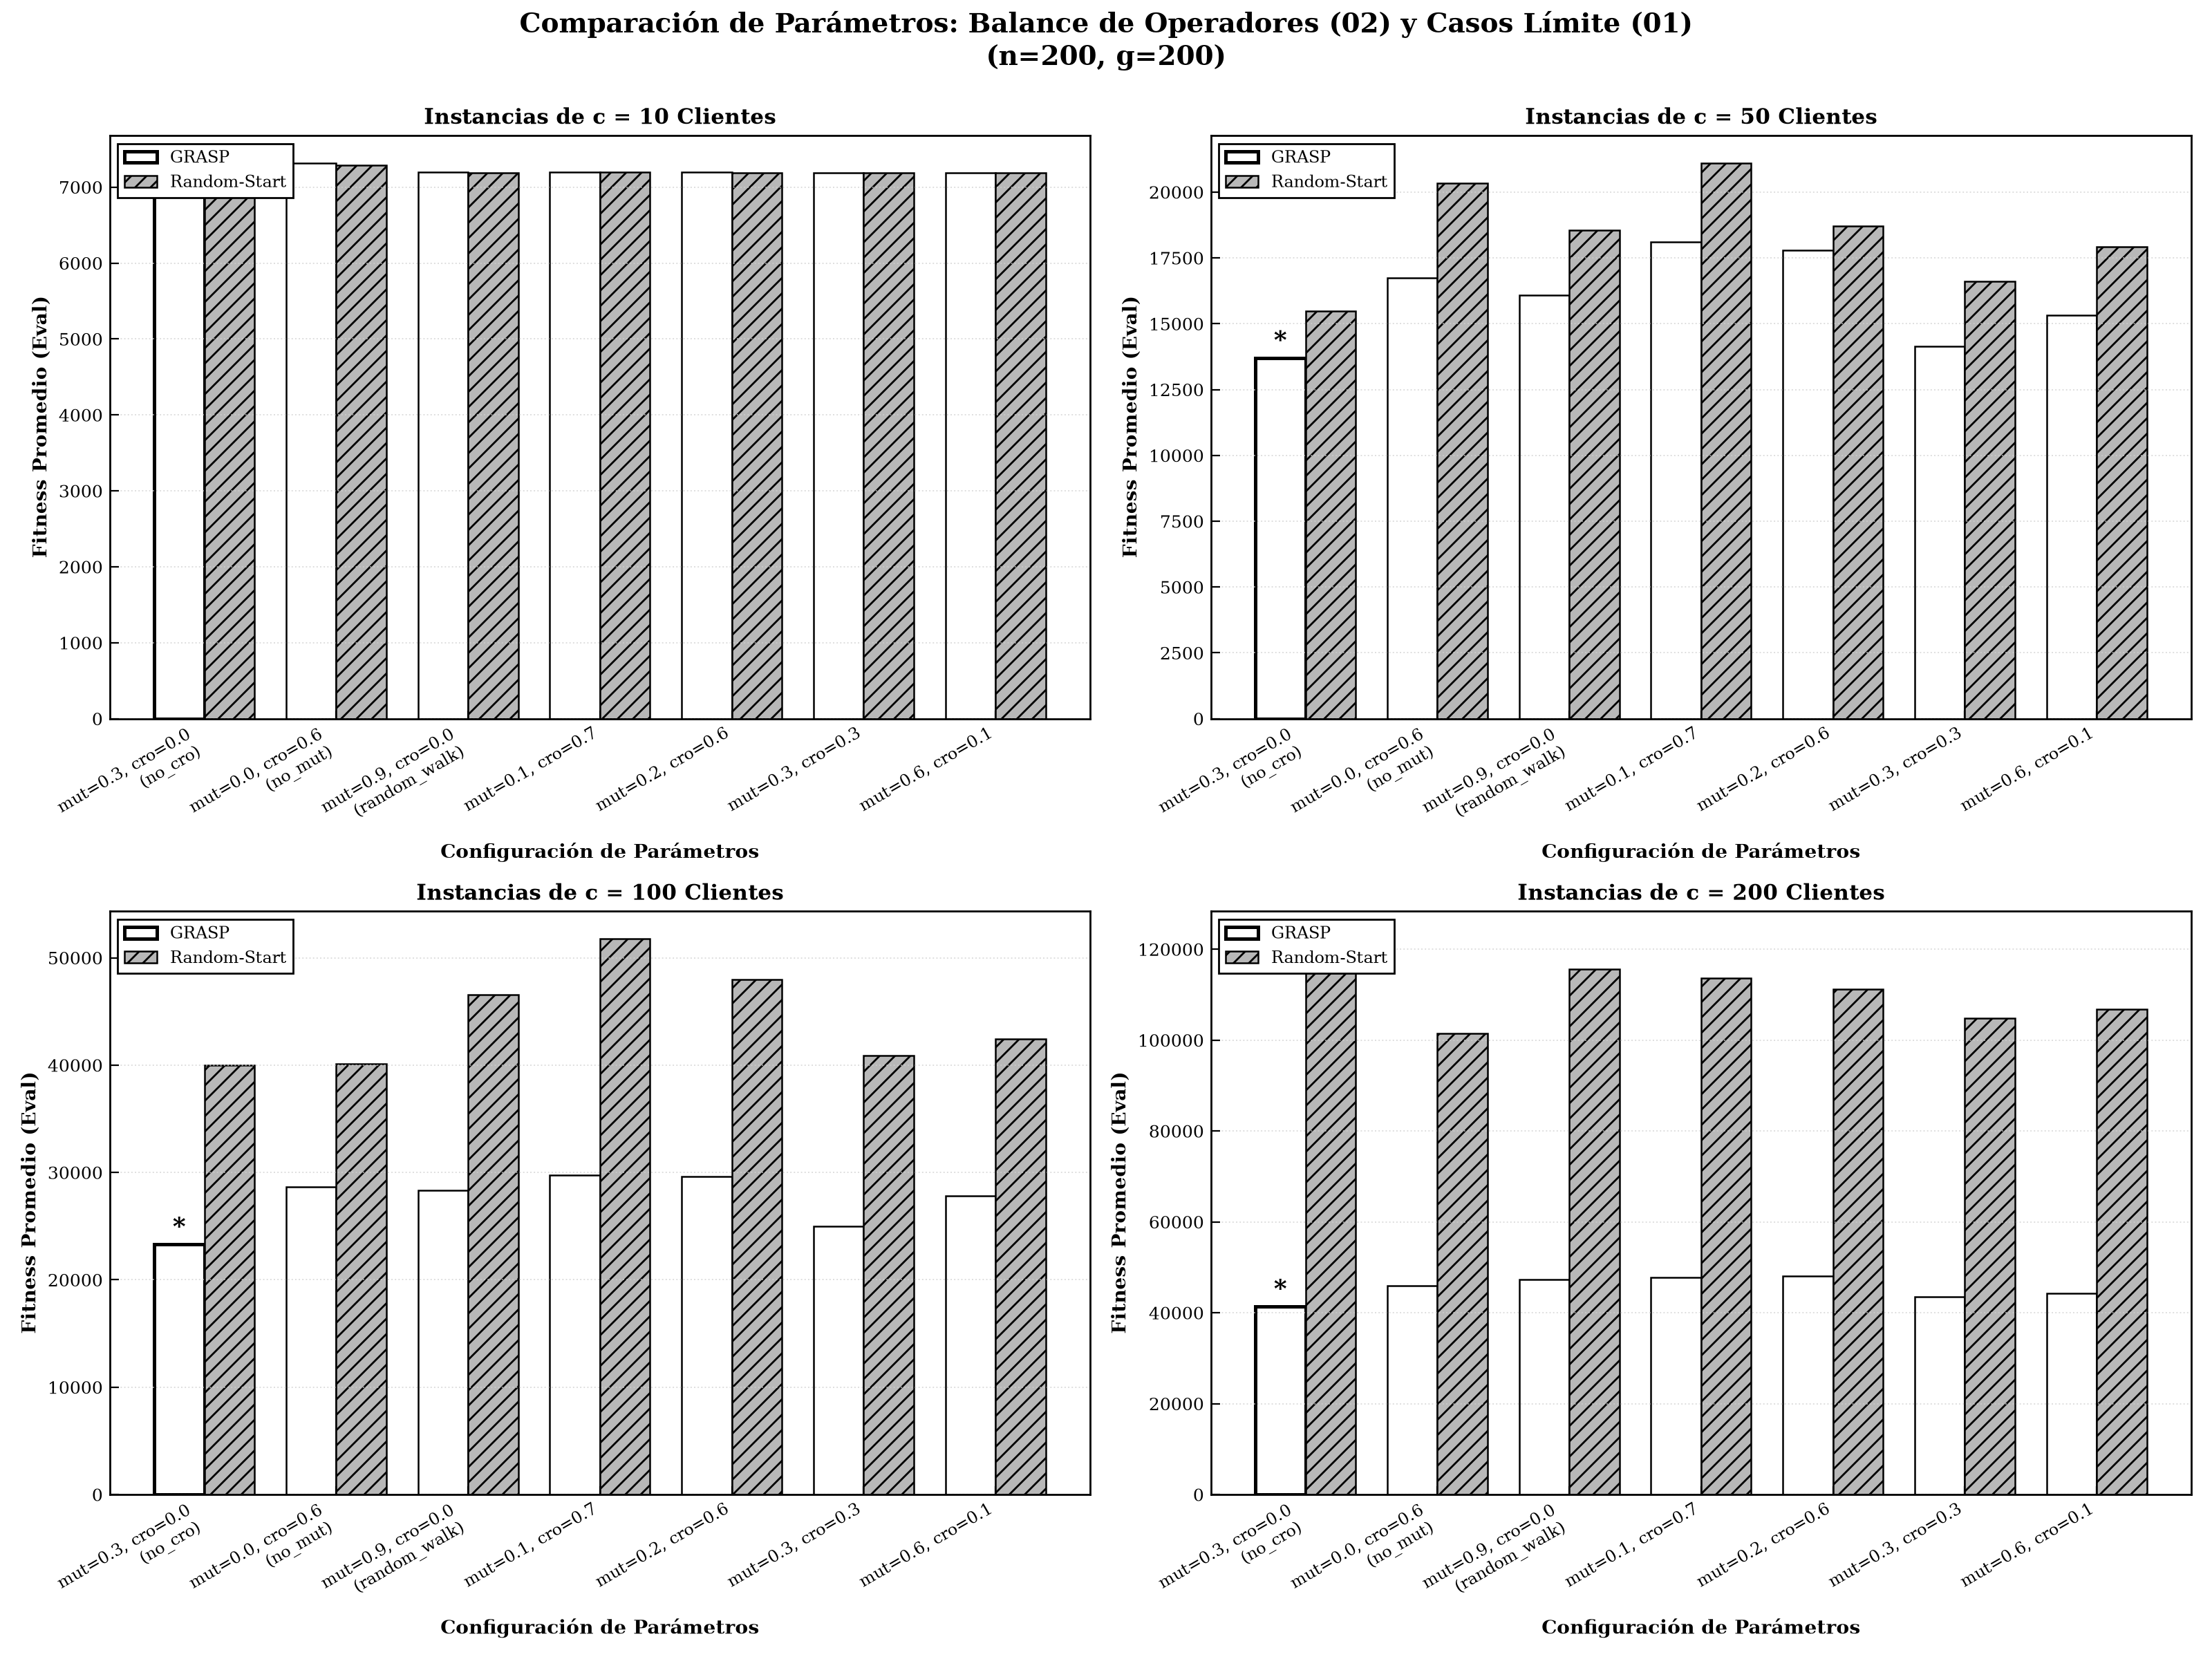 Comparación de Parámetros: Balance de Operadores (02) y Casos Límite (01)
(n=200, g=200)
Instancias de c = 10 Clientes
GRASP
Random-Start
Fitness Promedio (Eval)
7000
6000
5000
4000
3000
2000
1000
0
mut=0.3, cro=0.0
(no_cro)
mut=0.0, cro=0.6
(no_mut)
mut=0.9, cro=0.0
(random_walk)
mut=0.1, cro=0.7
mut=0.2, cro=0.6
mut=0.3, cro=0.3
mut=0.6, cro=0.1
Configuración de Parámetros
Instancias de c = 50 Clientes
GRASP
Random-Start
Fitness Promedio (Eval)
20000
17500
15000
12500
10000
7500
5000
2500
0
*
mut=0.3, cro=0.0
(no_cro)
mut=0.0, cro=0.6
(no_mut)
mut=0.9, cro=0.0
(random_walk)
mut=0.1, cro=0.7
mut=0.2, cro=0.6
mut=0.3, cro=0.3
mut=0.6, cro=0.1
Configuración de Parámetros
Instancias de c = 100 Clientes
GRASP
Random-Start
Fitness Promedio (Eval)
50000
40000
30000
20000
10000
0
*
mut=0.3, cro=0.0
(no_cro)
mut=0.0, cro=0.6
(no_mut)
mut=0.9, cro=0.0
(random_walk)
mut=0.1, cro=0.7
mut=0.2, cro=0.6
mut=0.3, cro=0.3
mut=0.6, cro=0.1
Configuración de Parámetros
Instancias de c = 200 Clientes
GRASP
Random-Start
Fitness Promedio (Eval)
120000
100000
80000
60000
40000
20000
0
*
mut=0.3, cro=0.0
(no_cro)
mut=0.0, cro=0.6
(no_mut)
mut=0.9, cro=0.0
(random_walk)
mut=0.1, cro=0.7
mut=0.2, cro=0.6
mut=0.3, cro=0.3
mut=0.6, cro=0.1
Configuración de Parámetros